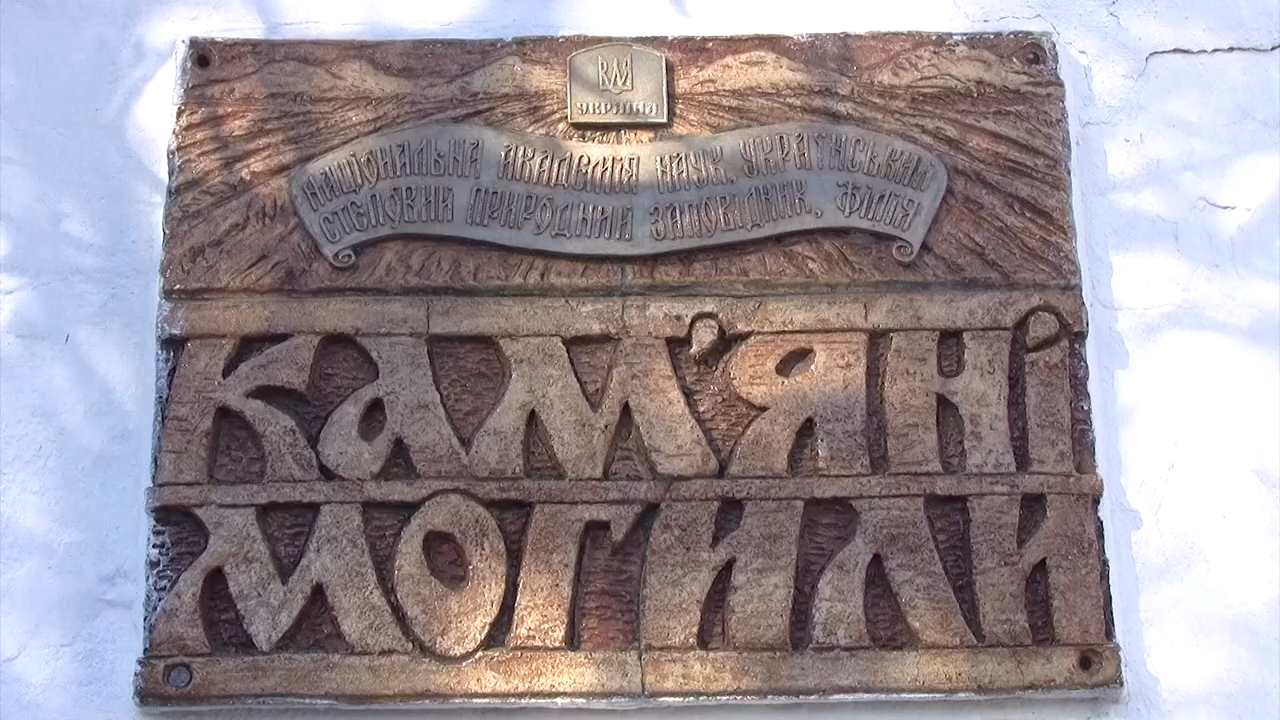 УКРАЇНА
НАЦІОНАЛЬНА АКАДЕМІЯ НАУК. УКРАЇНСЬКИЙ
СТЕПОВИЙ ПРИРОДНИЙ ЗАПОВІДНИК, ФІЛІЯ
КАМ'ЯНІ
МОГИЛИ